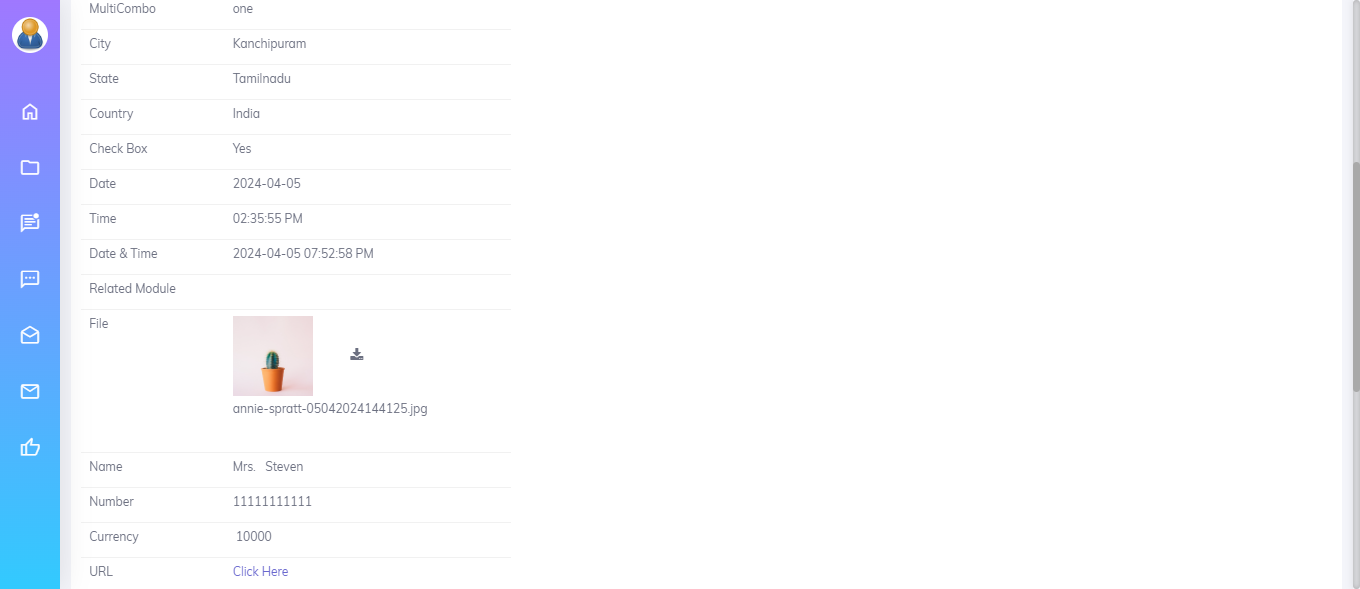 MultiCombo one
City Kanchipuram
State Tamilnadu
Country India
Check Box Yes
Date 2024-04-05
Time 02:35:55 PM
Date & Time 2024-04-05 07:52:58 PM
Related Module
File
annie-spratt-05042024144125.jpg
Name Mrs. Steven
Number 11111111111
Currency 10000
URL Click Here